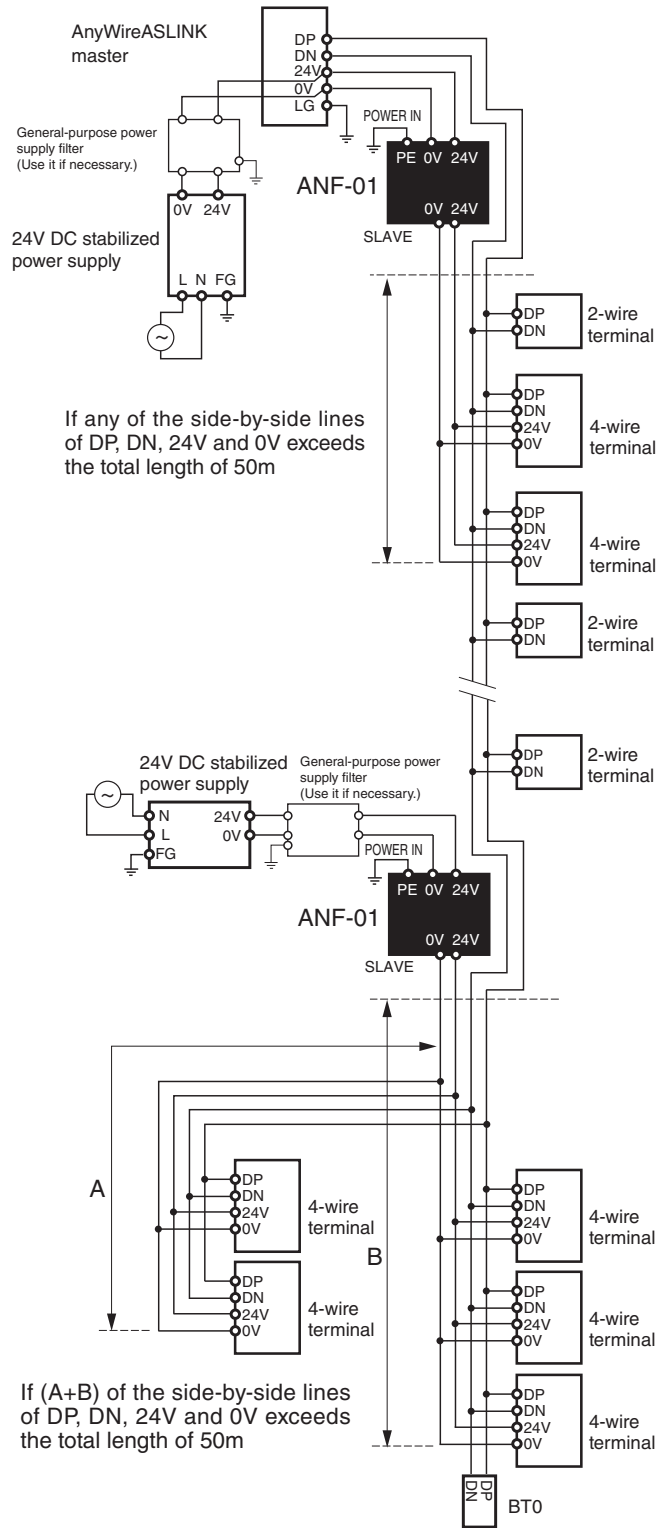 AnyWireASLINK
master
DP
DN
24V
0V
LG
General-purpose power
supply filter
(Use it if necessary.)
0V 24V
24V DC stabilized
power supply
L N FG
~
POWER IN
PE 0V 24V
ANF-01
0V 24V
SLAVE
If any of the side-by-side lines
of DP, DN, 24V and 0V exceeds
the total length of 50m
DP
DN
2-wire
terminal
DP
DN
24V
0V
4-wire
terminal
DP
DN
24V
0V
4-wire
terminal
DP
DN
2-wire
terminal
DP
DN
2-wire
terminal
24V DC stabilized
power supply
General-purpose power
supply filter
(Use it if necessary.)
~
N
L
FG
24V
0V
POWER IN
PE 0V 24V
ANF-01
0V 24V
SLAVE
A
B
DP
DN
24V
0V
4-wire
terminal
DP
DN
24V
0V
4-wire
terminal
DP
DN
24V
0V
4-wire
terminal
DP
DN
24V
0V
4-wire
terminal
DP
DN
24V
0V
4-wire
terminal
If (A+B) of the side-by-side lines
of DP, DN, 24V and 0V exceeds
the total length of 50m
DN
DP
BT0